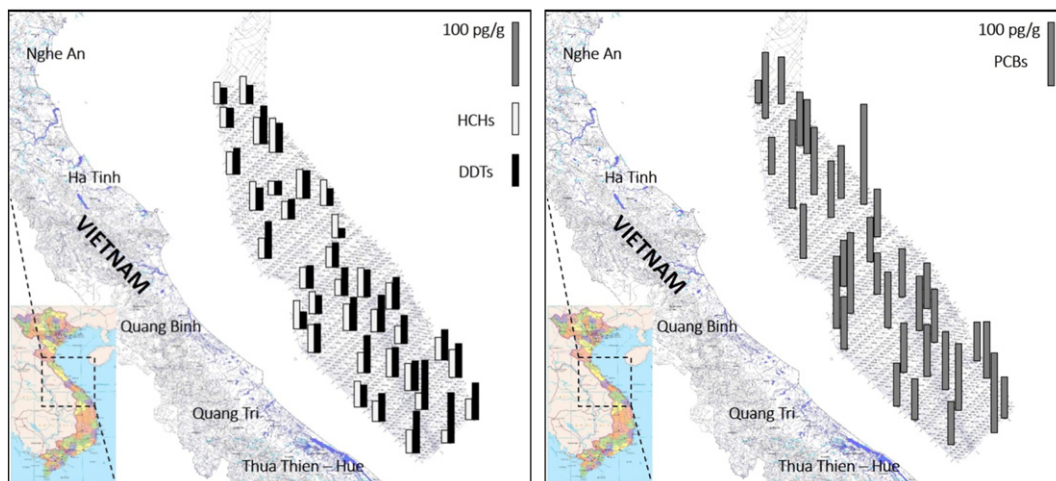 100 pg/g
Nghe An
HCHs
DDTs
Ha Tinh
VIETNAM
Quang Binh
Quang Tri
Thua Thien – Hue
100 pg/g
Nghe An
PCBs
Ha Tinh
VIETNAM
Quang Binh
Quang Tri
Thua Thien – Hue